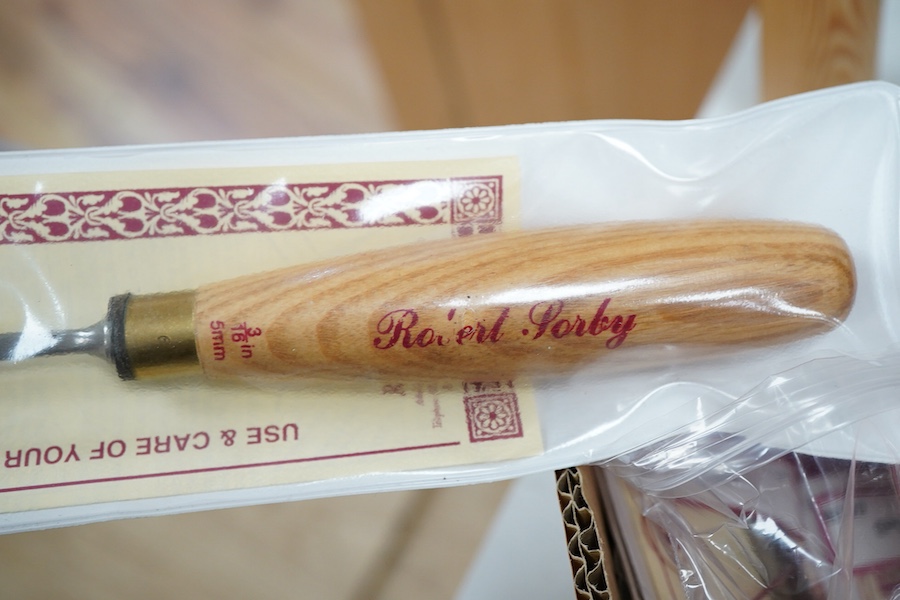 Robert Sorby
3/16 in
5mm
USE & CARE OF YOUR